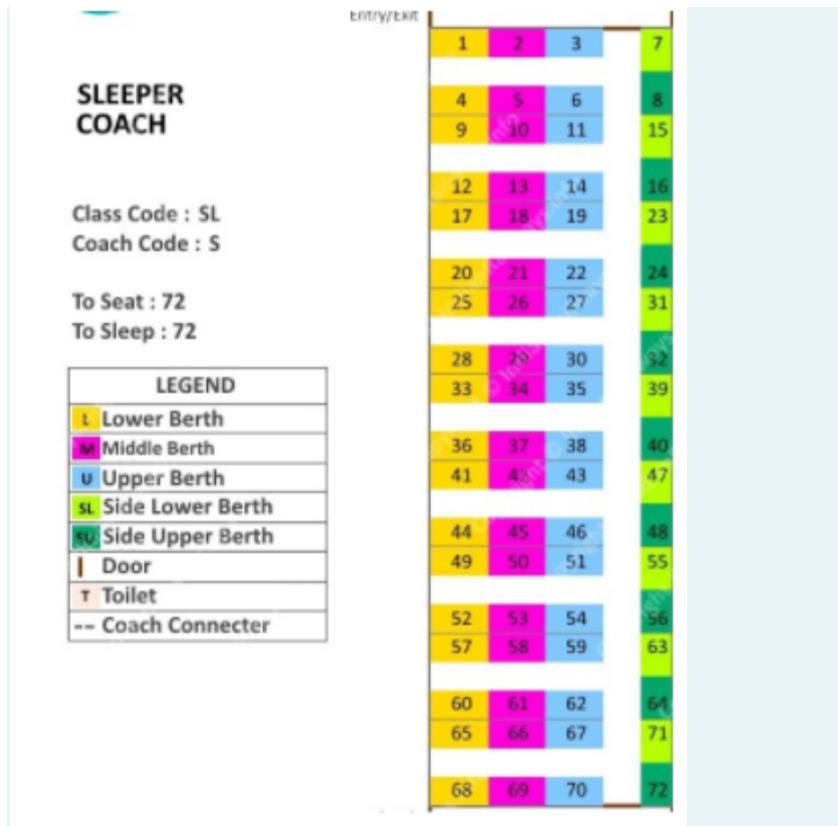 Entry/Exit
1 2 3 7
SLEEPER
COACH
4 5 6 8
9 10 11 15
12 13 14 16
Class Code : SL
17 18 19 23
Coach Code : S
20 21 22 24
To Seat : 72
25 26 27 31
To Sleep : 72
28 29 30 32
LEGEND
33 34 35 39
L Lower Berth
M Middle Berth
36 37 38 40
U Upper Berth
41 42 43 47
SL Side Lower Berth
SU Side Upper Berth
44 45 46 48
Door
49 50 51 55
T Toilet
-- Coach Connecter
52 53 54 56
57 58 59 63
60 61 62 64
65 66 67 71
68 69 70 72